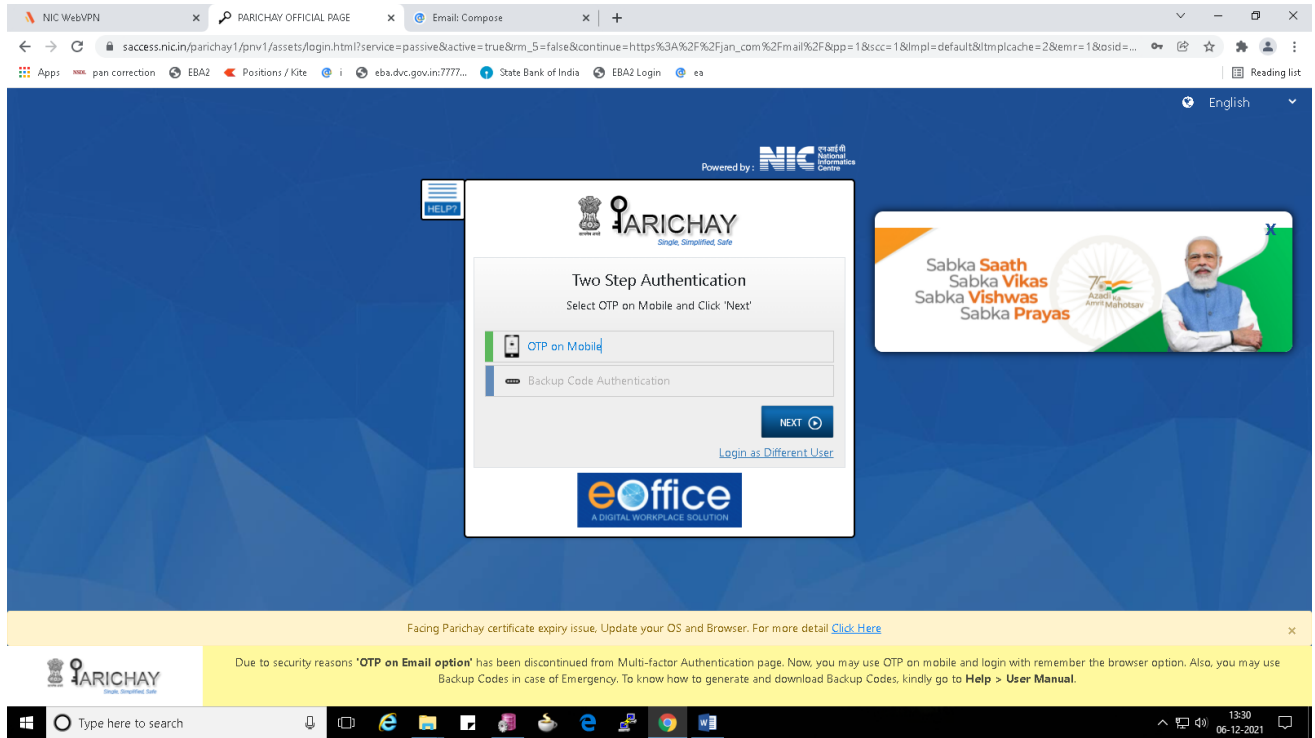 NIC WebVPN
PARICHAY OFFICIAL PAGE
Email: Compose
saccess.nic.in/parichay1/pnv1/assets/login.html?service=passive&active=true&rm_5=false&continue=https%3A%2F%2Fjan_com%2Fmail%2F&pp=1&scc=1&lmpl=default&ltmplcache=2&emr=1&osid=...
Apps pan correction EBA2 Positions / Kite i eba.dvc.gov.in:7777... State Bank of India EBA2 Login ea Reading list
English
Powered by : NIC एन आई सी National Informatics Centre
HELP?
PARICHAY
Single, Simplified, Safe
Two Step Authentication
Select OTP on Mobile and Click 'Next'
OTP on Mobile
Backup Code Authentication
NEXT
Login as Different User
eOffice
A DIGITAL WORKPLACE SOLUTION
X
Sabka Saath
Sabka Vikas
Sabka Vishwas
Sabka Prayas
75
Azadi Ka
Amrit Mahotsav
Facing Parichay certificate expiry issue, Update your OS and Browser. For more detail Click Here
PARICHAY
Single, Simplified, Safe
Due to security reasons 'OTP on Email option' has been discontinued from Multi-factor Authentication page. Now, you may use OTP on mobile and login with remember the browser option. Also, you may use
Backup Codes in case of Emergency. To know how to generate and download Backup Codes, kindly go to Help > User Manual.
Type here to search
13:30
06-12-2021